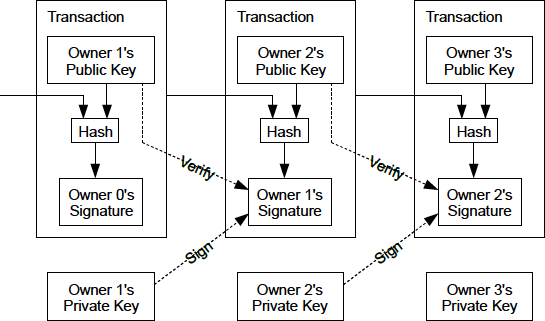 Transaction
Owner 1's
Public Key
Hash
Owner 0's
Signature
Verify
Transaction
Owner 2's
Public Key
Hash
Owner 1's
Signature
Verify
Transaction
Owner 3's
Public Key
Hash
Owner 2's
Signature
Owner 1's
Private Key
Sign
Owner 2's
Private Key
Sign
Owner 3's
Private Key